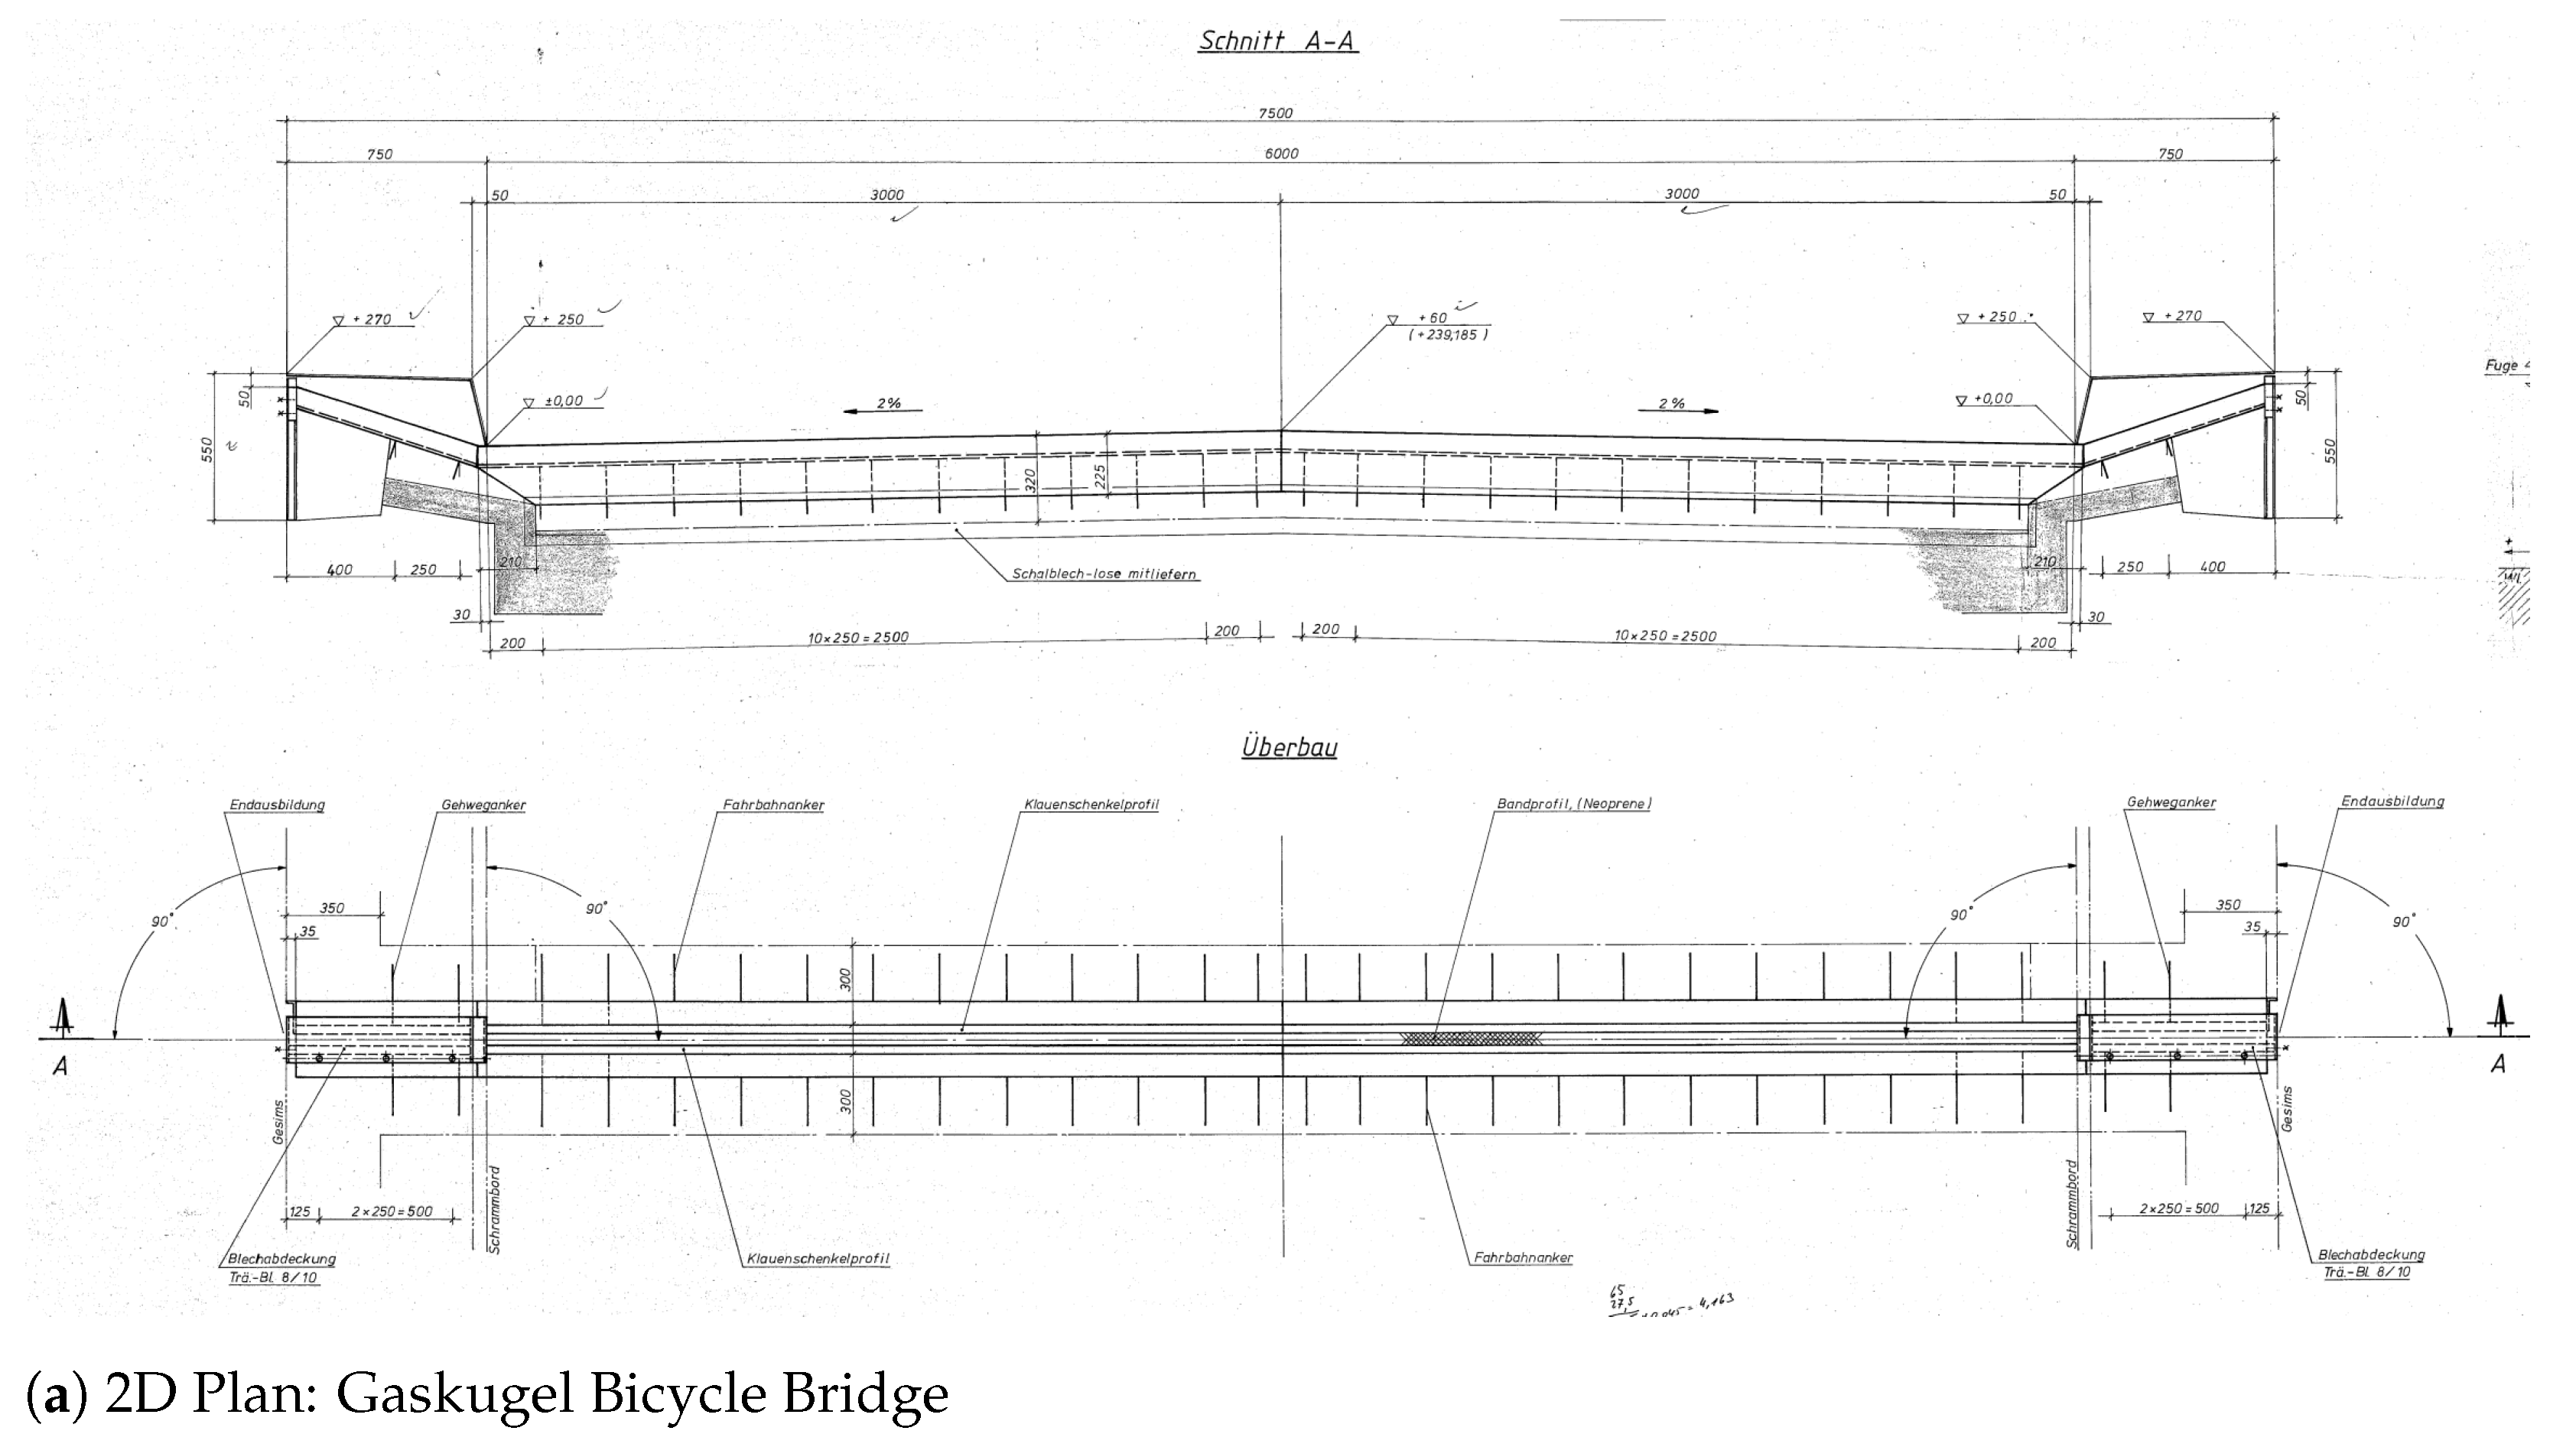 Schnitt A-A
7500
750
6000
750
50
3000
3000
50
+ 270
+ 250
+ 60
(+239,185)
+ 250
+ 270
Fuge
50
±0,00
2%
2%
+0,00
50
550
320
225
550
400
250
210
Schalblech-lose mitliefern
210
250
400
30
200
10×250=2500
200
200
10×250=2500
200
30
Überbau
Endausbildung
Gehweganker
Fahrbahnanker
Klauenschenkelprofil
Bandprofil, (Neoprene)
Gehweganker
Endausbildung
90°
350
35
90°
300
90°
350
35
90°
A
A
300
Gesims
Schrammbord
Schrammbord
Gesims
125
2×250=500
2×250=500
125
Blechabdeckung
Trä.-Bl. 8/10
Klauenschenkelprofil
Fahrbahnanker
Blechabdeckung
Trä.-Bl. 8/10
65
27,5
= 4,163
(a) 2D Plan: Gaskugel Bicycle Bridge